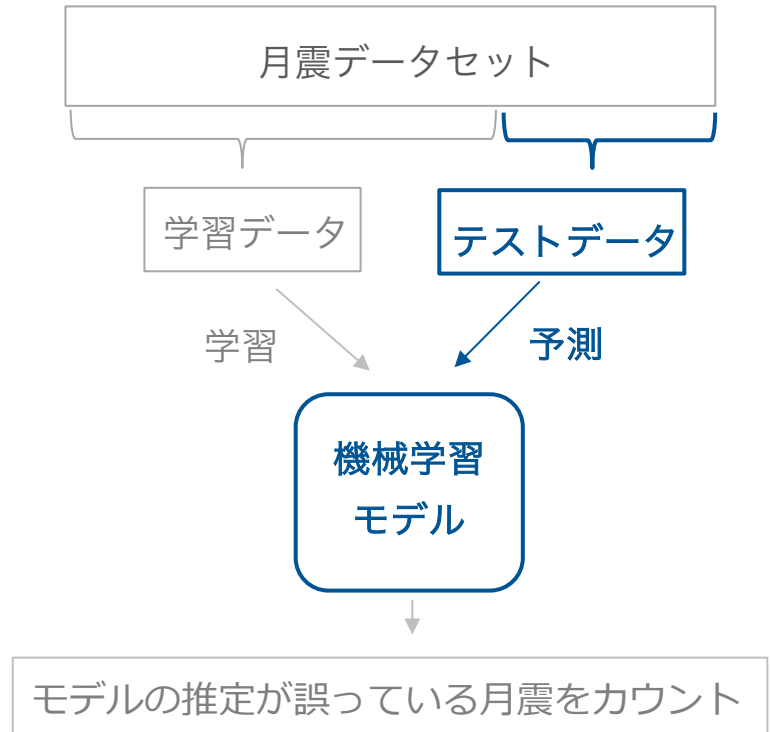 月震データセット
学習データ
テストデータ
学習
予測
機械学習
モデル
モデルの推定が誤っている月震をカウント